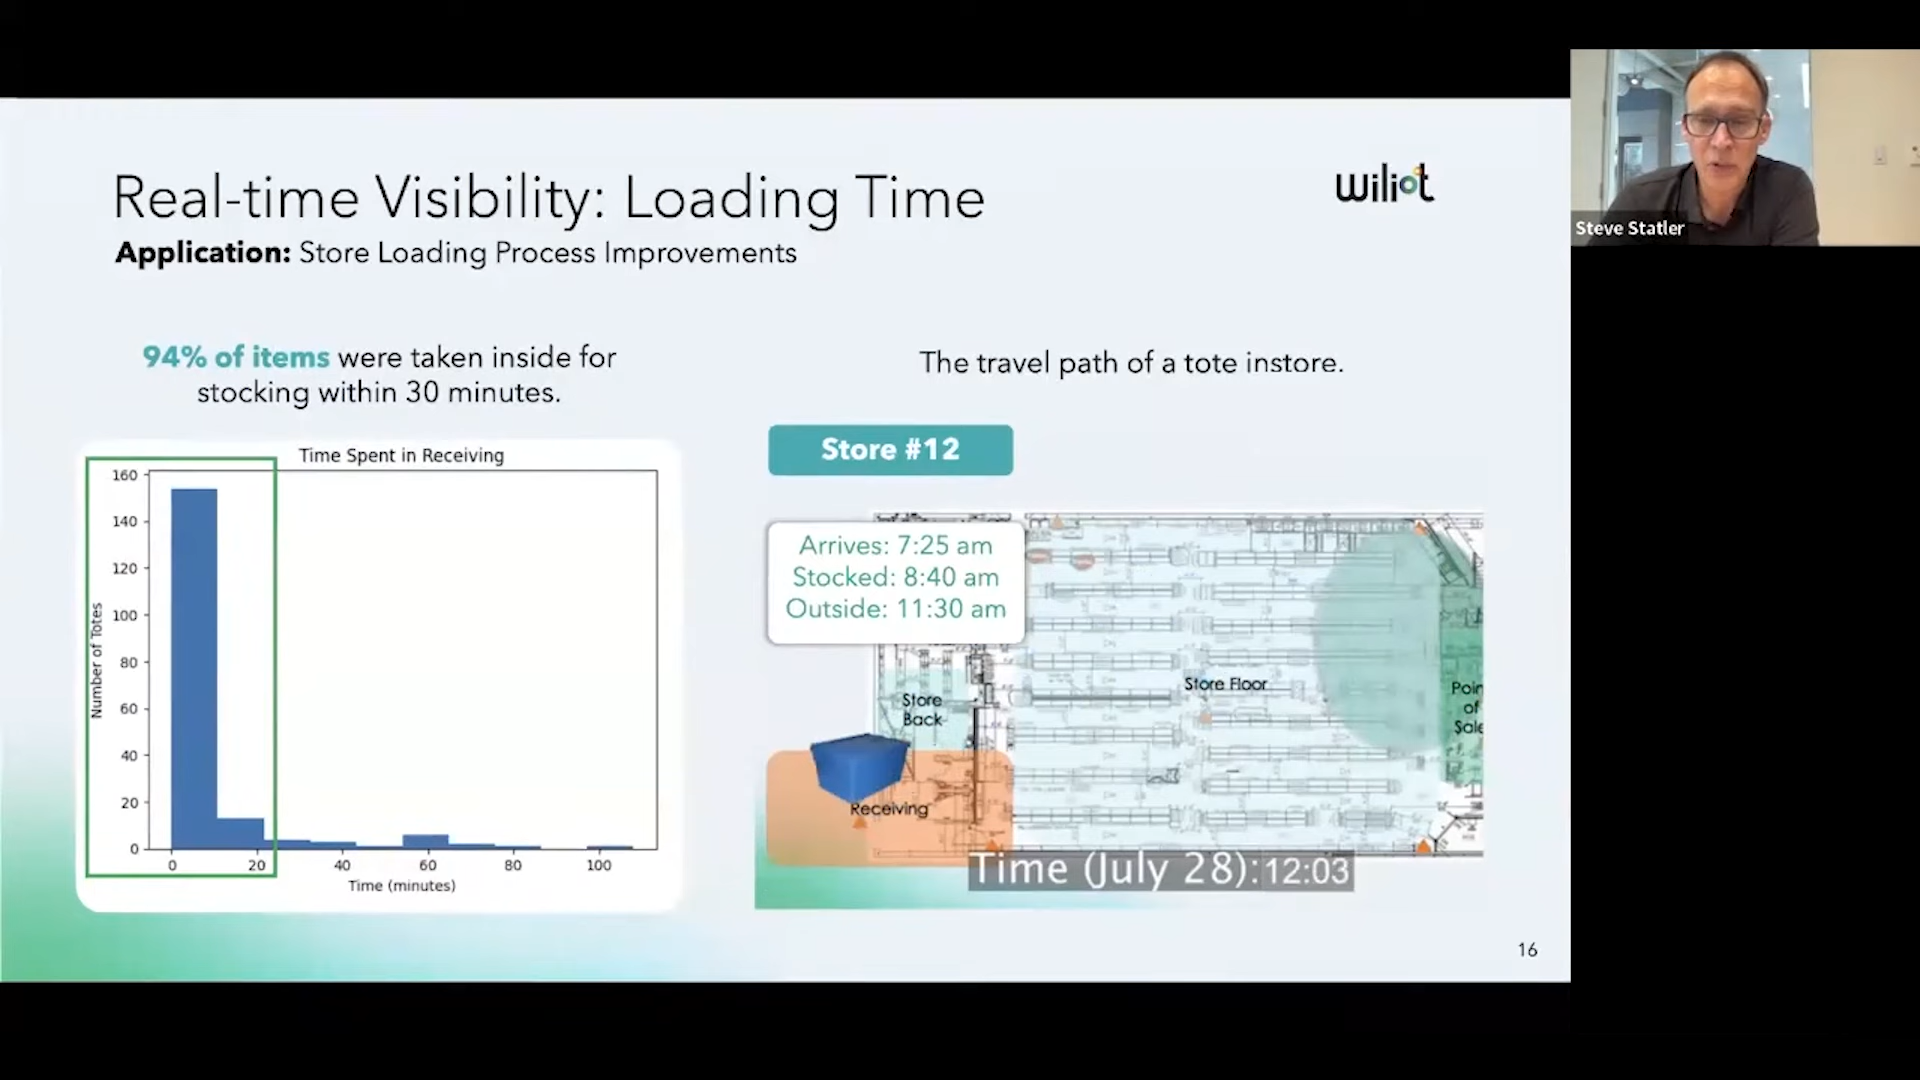 Real-time Visibility: Loading Time
wiliot
Application: Store Loading Process Improvements
Steve Statler
94% of items were taken inside for
stocking within 30 minutes.
The travel path of a tote instore.
Time Spent in Receiving
160
140
120
100
80
60
40
20
0
Number of Totes
0 20 40 60 80 100
Time (minutes)
Store #12
Arrives: 7:25 am
Stocked: 8:40 am
Outside: 11:30 am
Store
Back
Store Floor
Poin
of
Sale
Receiving
Time (July 28): 12:03
16